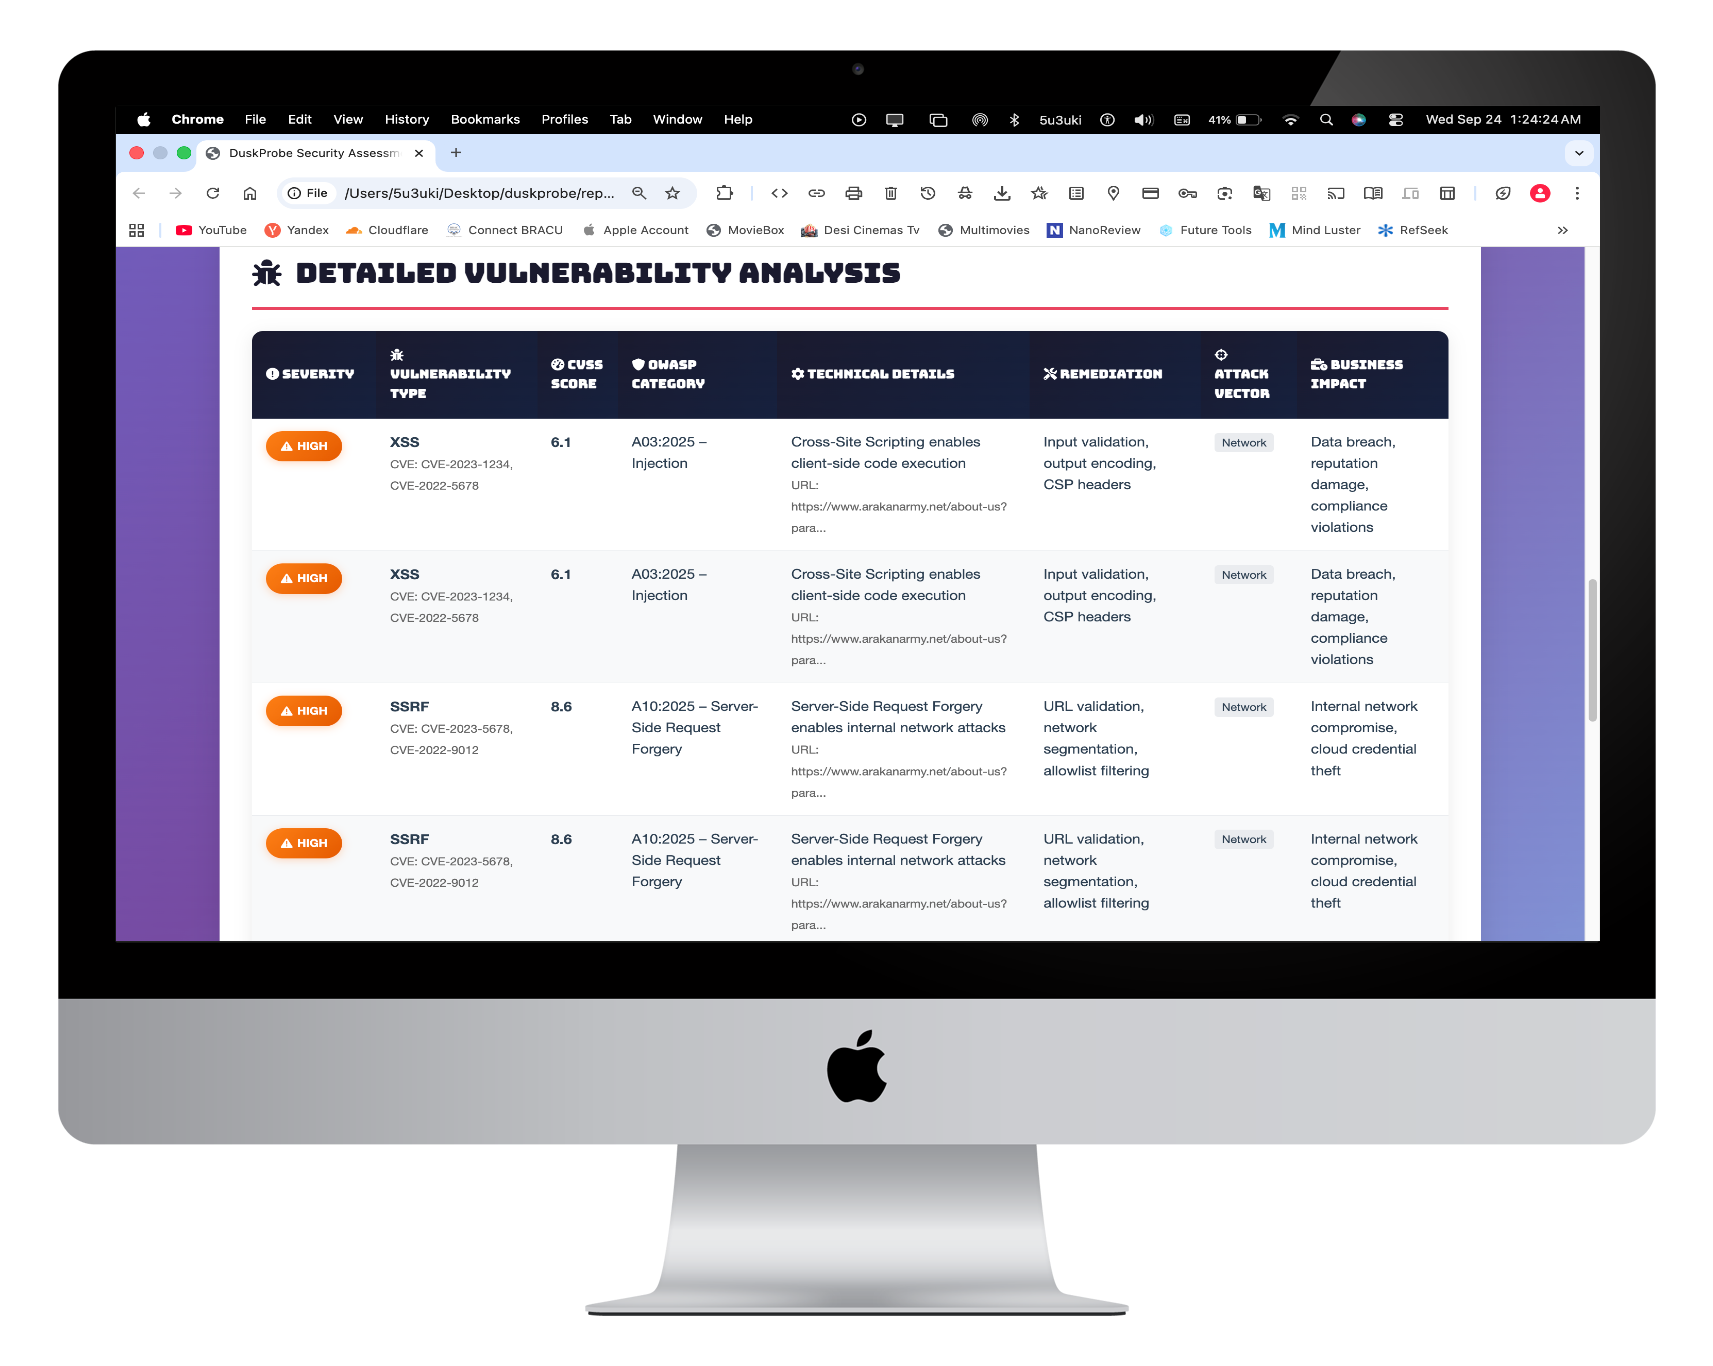 Chrome File Edit View History Bookmarks Profiles Tab Window Help 5u3uki 41% Wed Sep 24 1:24:24 AM
DuskProbe Security Assessm
File /Users/5u3uki/Desktop/duskprobe/rep...
YouTube Yandex Cloudflare Connect BRACU Apple Account MovieBox Desi Cinemas Tv Multimovies NanoReview Future Tools Mind Luster RefSeek
DETAILED VULNERABILITY ANALYSIS
SEVERITY
VULNERABILITY
TYPE
CVSS
SCORE
OWASP
CATEGORY
TECHNICAL DETAILS
REMEDIATION
ATTACK
VECTOR
BUSINESS
IMPACT
HIGH
XSS
CVE: CVE-2023-1234,
CVE-2022-5678
6.1
A03:2025 –
Injection
Cross-Site Scripting enables
client-side code execution
URL:
https://www.arakanarmy.net/about-us?
para...
Input validation,
output encoding,
CSP headers
Network
Data breach,
reputation
damage,
compliance
violations
HIGH
XSS
CVE: CVE-2023-1234,
CVE-2022-5678
6.1
A03:2025 –
Injection
Cross-Site Scripting enables
client-side code execution
URL:
https://www.arakanarmy.net/about-us?
para...
Input validation,
output encoding,
CSP headers
Network
Data breach,
reputation
damage,
compliance
violations
HIGH
SSRF
CVE: CVE-2023-5678,
CVE-2022-9012
8.6
A10:2025 – Server-
Side Request
Forgery
Server-Side Request Forgery
enables internal network attacks
URL:
https://www.arakanarmy.net/about-us?
para...
URL validation,
network
segmentation,
allowlist filtering
Network
Internal network
compromise,
cloud credential
theft
HIGH
SSRF
CVE: CVE-2023-5678,
CVE-2022-9012
8.6
A10:2025 – Server-
Side Request
Forgery
Server-Side Request Forgery
enables internal network attacks
URL:
https://www.arakanarmy.net/about-us?
para...
URL validation,
network
segmentation,
allowlist filtering
Network
Internal network
compromise,
cloud credential
theft